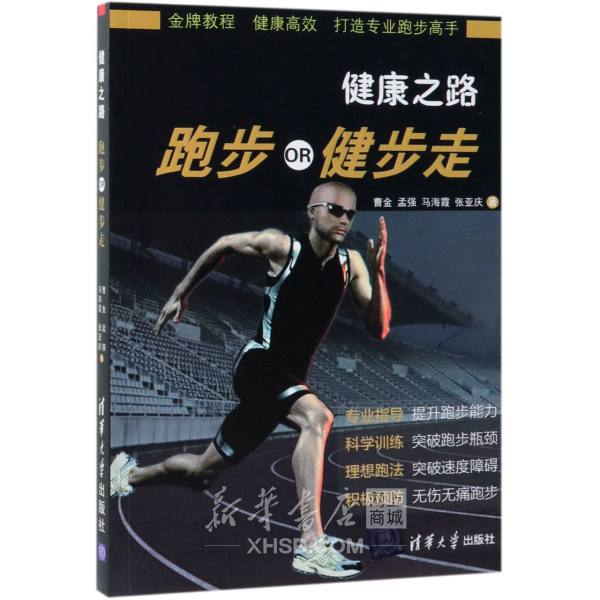 金牌教程 健康高效 打造专业跑步高手
健康之路
跑步 OR 健步走
曹金 孟强 马海霞 张亚庆 著
专业指导 提升跑步能力
科学训练 突破跑步瓶颈
理想跑法 突破速度障碍
积极预防 无伤无痛跑步
清华大学出版社
健康之路
跑步 OR 健步走
清华大学出版社
新华书店
商城
XHSD.COM